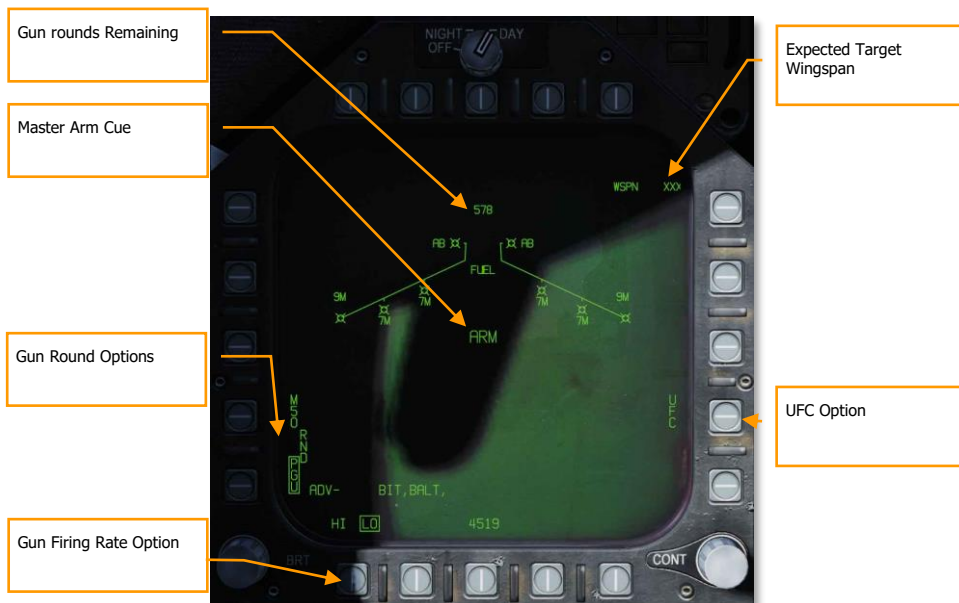 Gun rounds Remaining
Master Arm Cue
Gun Round Options
Gun Firing Rate Option
Expected Target
Wingspan
UFC Option
NIGHT DAY
OFF
WSPN XXX
578
AB AB
FUEL
9M 7M 7M 9M
7M 7M
ARM
M50
RND
PGU
UFC
ADV- BIT,BALT,
HI LO 4519
BRT
CONT